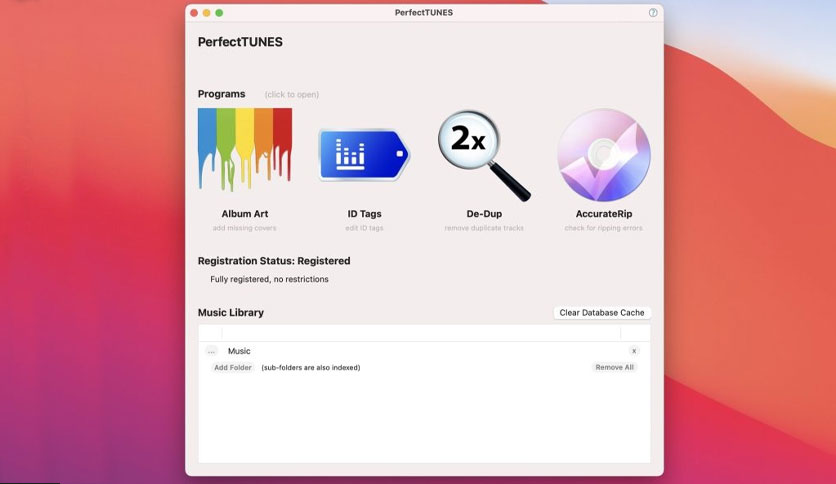 PerfectTUNES
PerfectTUNES
Programs (click to open)
2x
Album Art ID Tags De-Dup AccurateRip
add missing covers edit ID tags remove duplicate tracks check for ripping errors
Registration Status: Registered
Fully registered, no restrictions
Music Library Clear Database Cache
... Music x
Add Folder (sub-folders are also indexed) Remove All